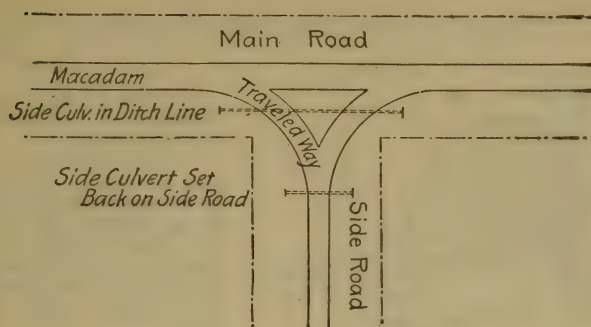 Main Road
Macadam
Traveled Way
Side Culv. in Ditch Line
Side Culvert Set
Back on Side Road
Side Road